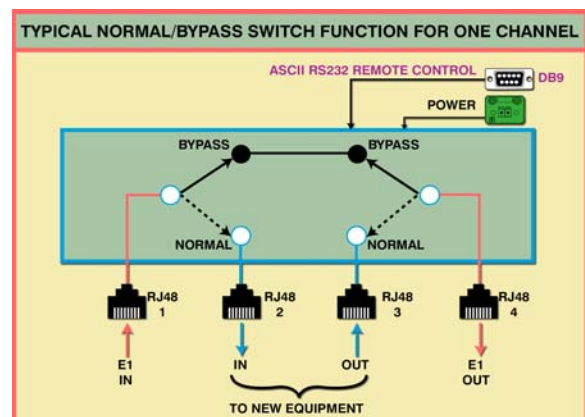 TYPICAL NORMAL/BYPASS SWITCH FUNCTION FOR ONE CHANNEL
ASCII RS232 REMOTE CONTROL
DB9
POWER
BYPASS
BYPASS
NORMAL
NORMAL
RJ48
1
RJ48
2
RJ48
3
RJ48
4
E1
IN
IN
OUT
E1
OUT
TO NEW EQUIPMENT